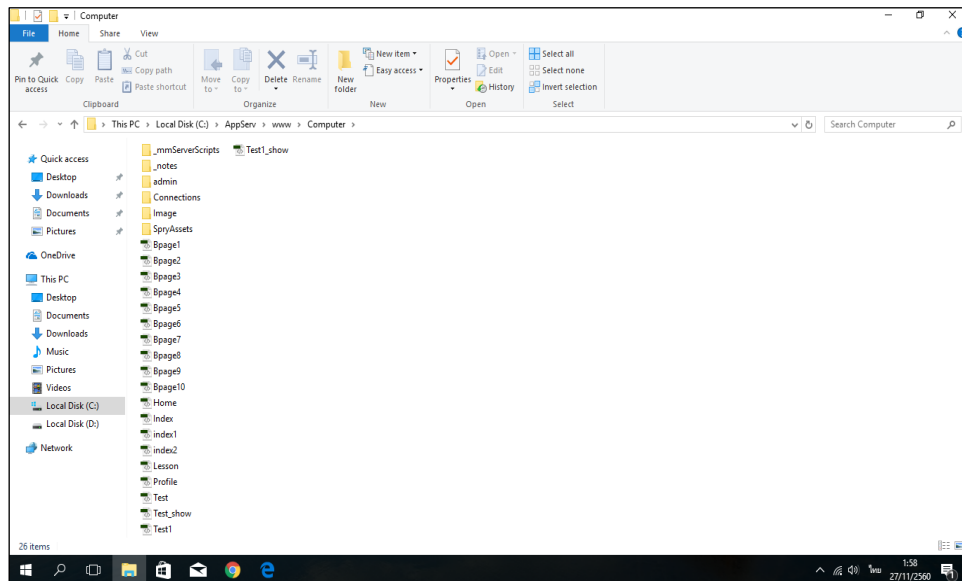 Computer
File Home Share View
Pin to Quick access
Copy
Paste
Cut
Copy path
Paste shortcut
Clipboard
Move to
Copy to
Delete
Rename
Organize
New folder
New item
Easy access
New
Properties
Open
Edit
History
Open
Select all
Select none
Invert selection
Select
This PC > Local Disk (C:) > AppServ > www > Computer >
Search Computer
Quick access
Desktop
Downloads
Documents
Pictures
OneDrive
This PC
Desktop
Documents
Downloads
Music
Pictures
Videos
Local Disk (C:)
Local Disk (D:)
Network
_mmServerScripts
_notes
admin
Connections
Image
SpryAssets
Bpage1
Bpage2
Bpage3
Bpage4
Bpage5
Bpage6
Bpage7
Bpage8
Bpage9
Bpage10
Home
Index
index1
index2
Lesson
Profile
Test
Test_show
Test1
Test1_show
26 items
ไทย
1:58
27/11/2560
1